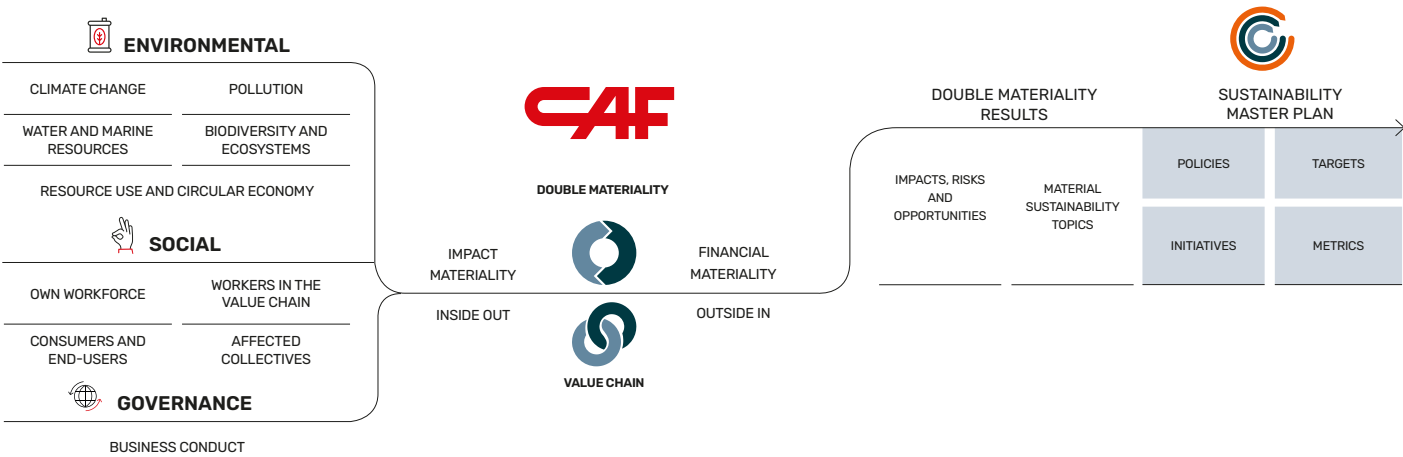 ENVIRONMENTAL
CLIMATE CHANGE
POLLUTION
WATER AND MARINE
RESOURCES
BIODIVERSITY AND
ECOSYSTEMS
RESOURCE USE AND CIRCULAR ECONOMY
SOCIAL
OWN WORKFORCE
WORKERS IN THE
VALUE CHAIN
CONSUMERS AND
END-USERS
AFFECTED
COLLECTIVES
GOVERNANCE
BUSINESS CONDUCT
CAF
DOUBLE MATERIALITY
IMPACT
MATERIALITY
INSIDE OUT
FINANCIAL
MATERIALITY
OUTSIDE IN
VALUE CHAIN
DOUBLE MATERIALITY
RESULTS
IMPACTS, RISKS
AND
OPPORTUNITIES
MATERIAL
SUSTAINABILITY
TOPICS
SUSTAINABILITY
MASTER PLAN
POLICIES
TARGETS
INITIATIVES
METRICS